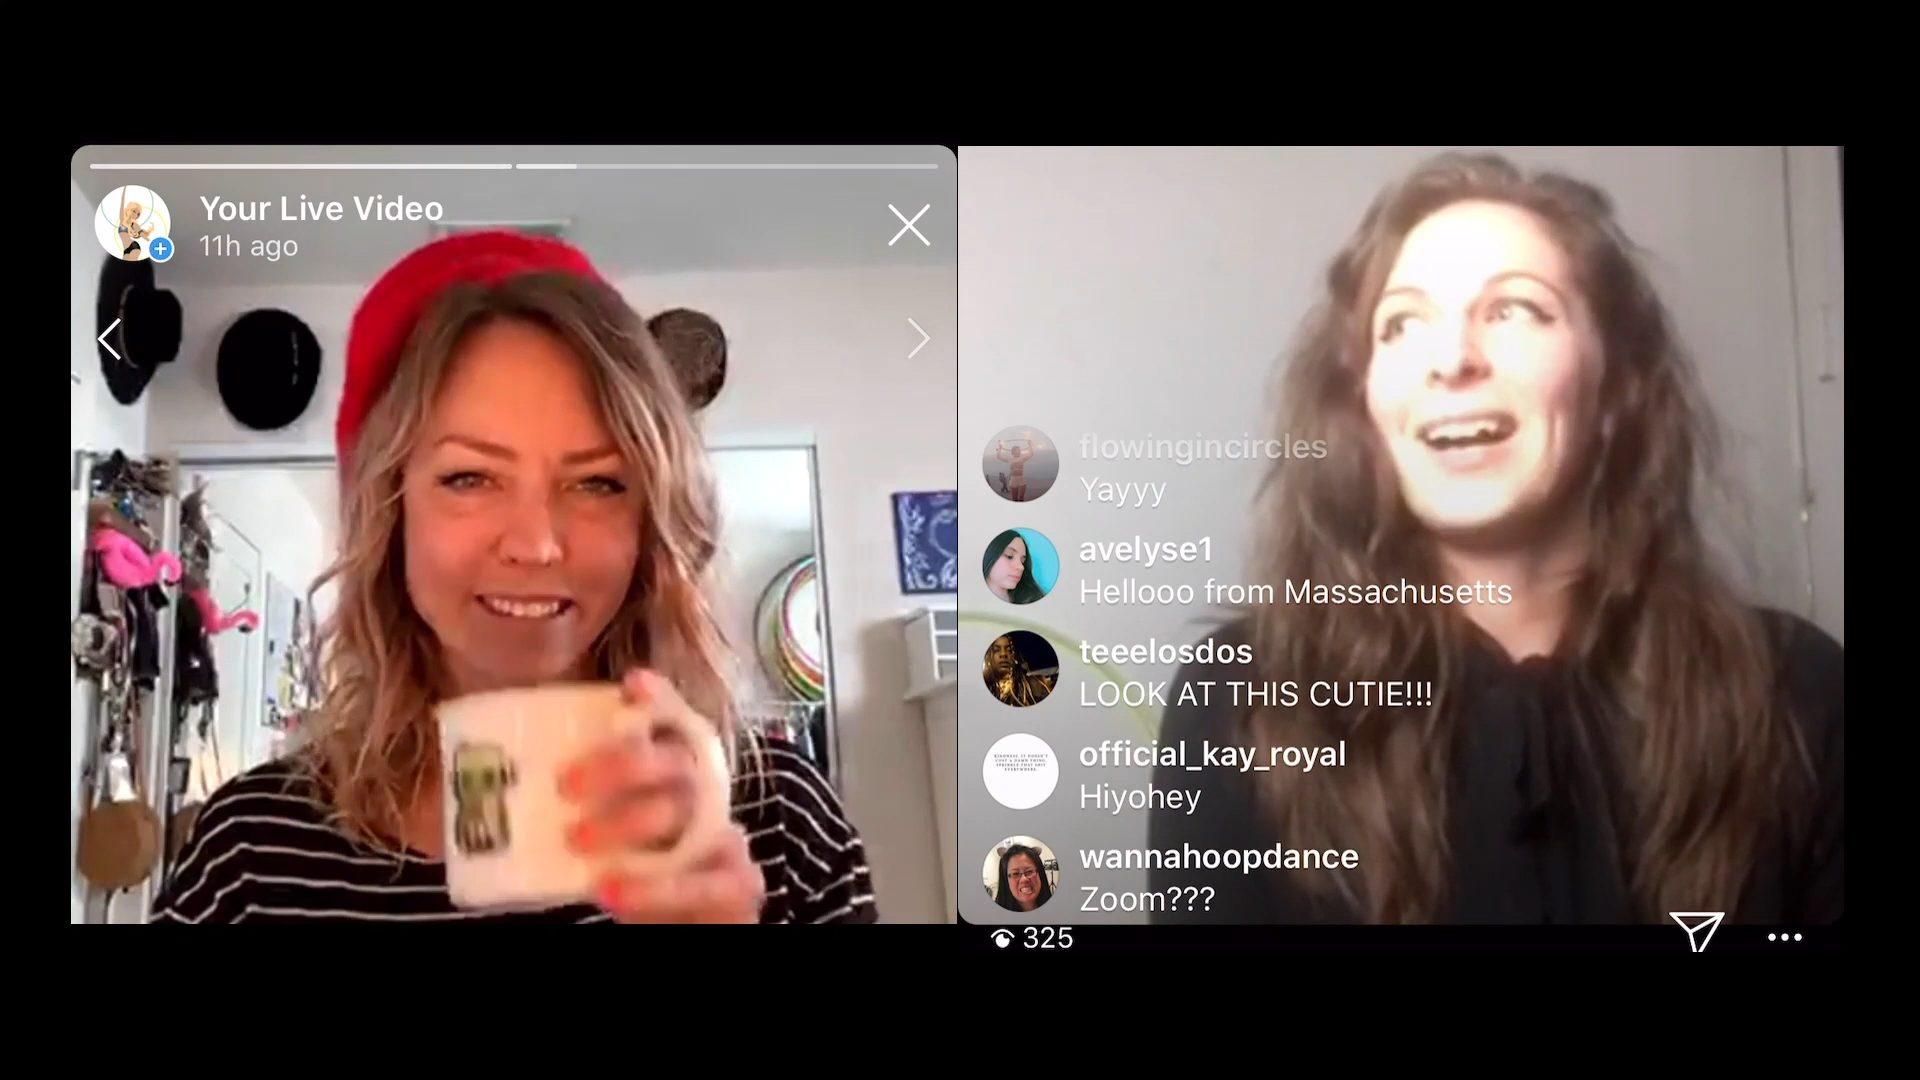 Your Live Video
11h ago
flowingincircles
Yayyy
avelyse1
Hellooo from Massachusetts
teeelosdos
LOOK AT THIS CUTIE!!!
official_kay_royal
Hiyohey
wannahoopdance
Zoom???
325